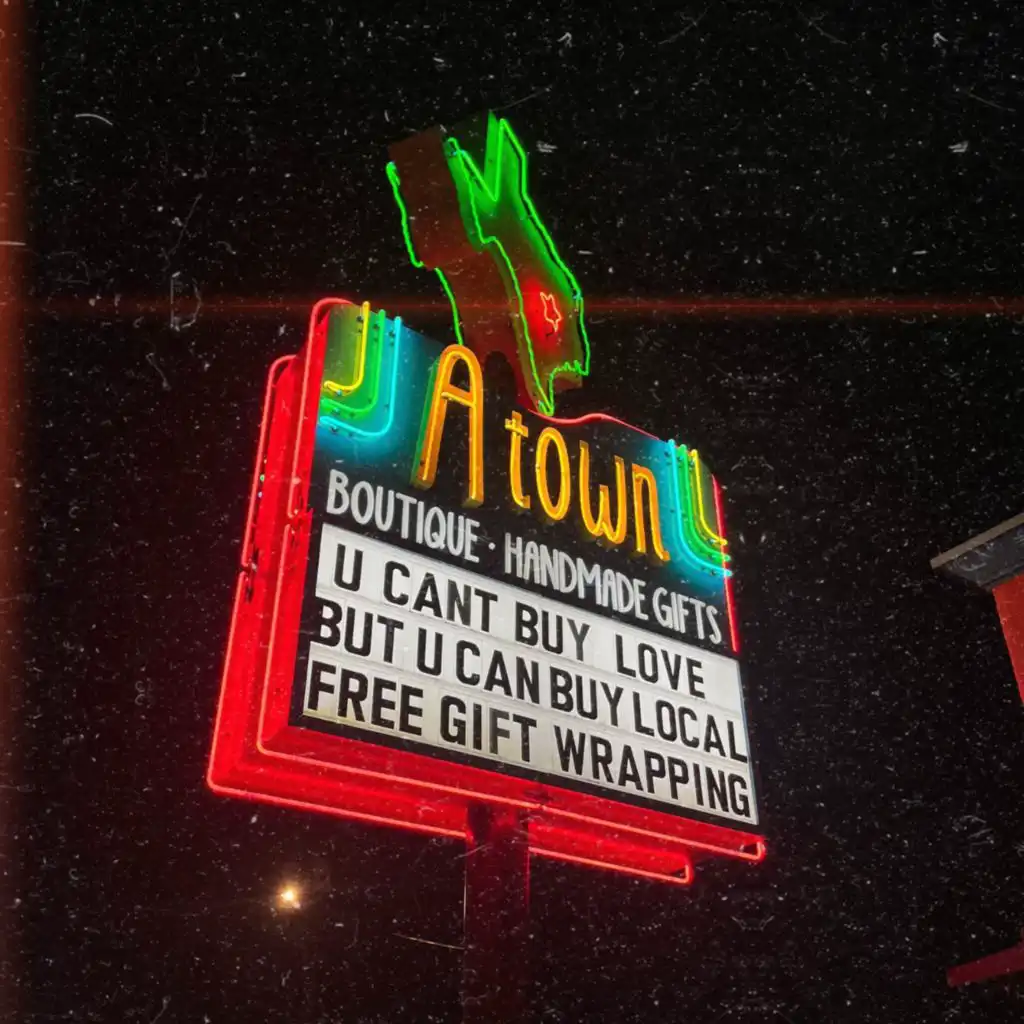 Atown
BOUTIQUE · HANDMADE GIFTS
U CANT BUY LOVE
BUT U CAN BUY LOCAL
FREE GIFT WRAPPING